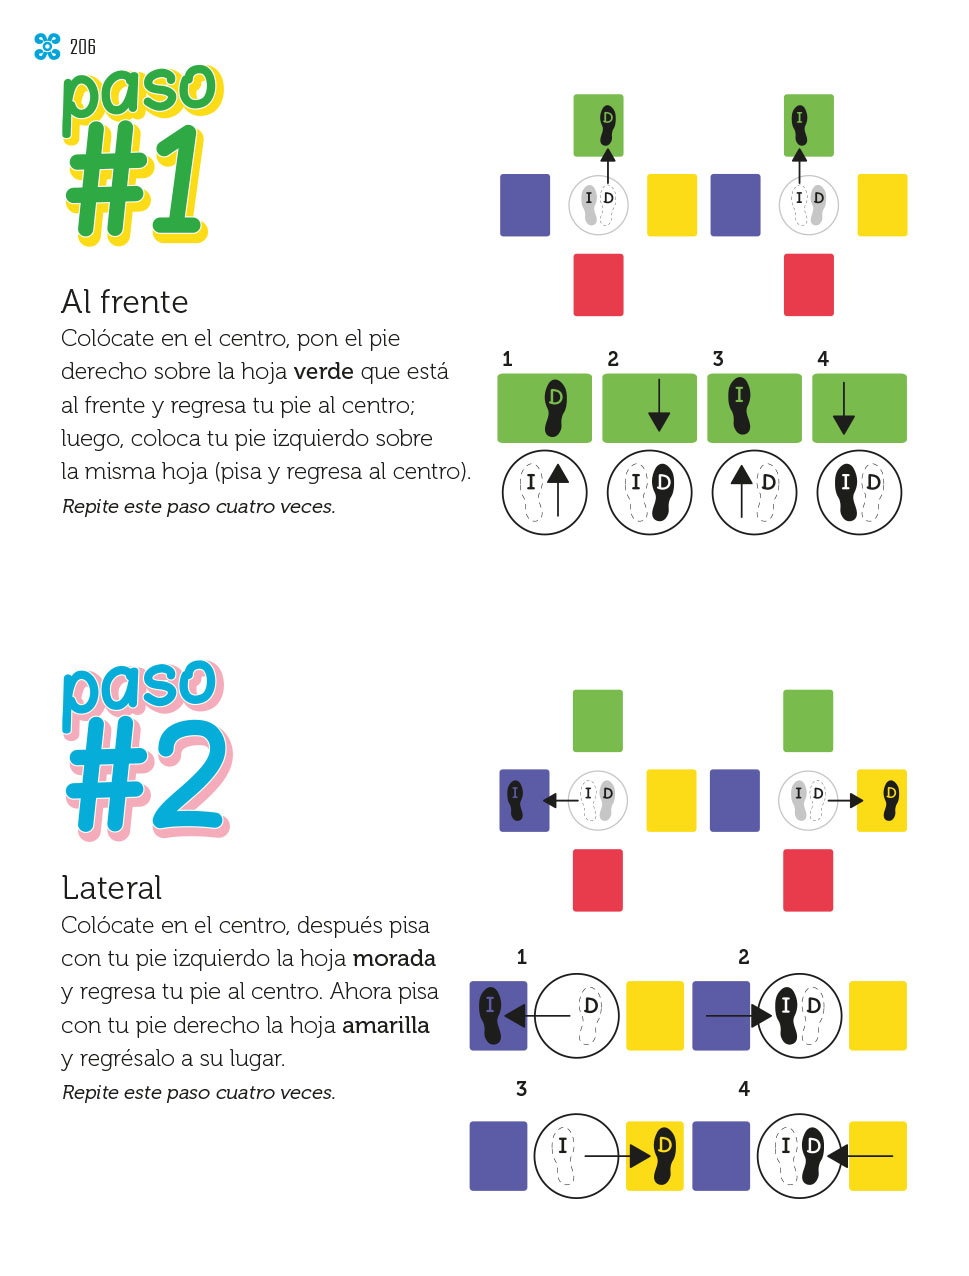 206
paso
#1
D
I
I D
I D
Al frente
Colócate en el centro, pon el pie
derecho sobre la hoja verde que está
al frente y regresa tu pie al centro;
luego, coloca tu pie izquierdo sobre
la misma hoja (pisa y regresa al centro).
Repite este paso cuatro veces.
1 2 3 4
D I
I I D D I D
paso
#2
I I D I D D
Lateral
Colócate en el centro, después pisa
con tu pie izquierdo la hoja morada
y regresa tu pie al centro. Ahora pisa
con tu pie derecho la hoja amarilla
y regrésalo a su lugar.
Repite este paso cuatro veces.
1 2
I D I D
3 4
I D I D